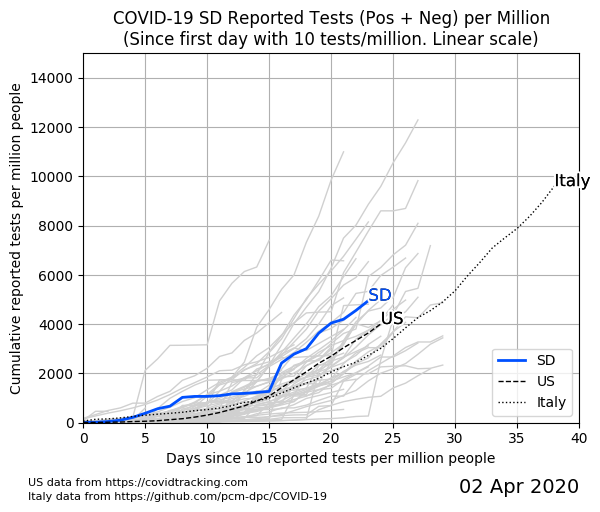 COVID-19 SD Reported Tests (Pos + Neg) per Million
(Since first day with 10 tests/million. Linear scale)
Cumulative reported tests per million people
14000
12000
10000
8000
6000
4000
2000
0
Italy
SD
US
SD
US
Italy
0 5 10 15 20 25 30 35 40
Days since 10 reported tests per million people
US data from https://covidtracking.com
Italy data from https://github.com/pcm-dpc/COVID-19
02 Apr 2020